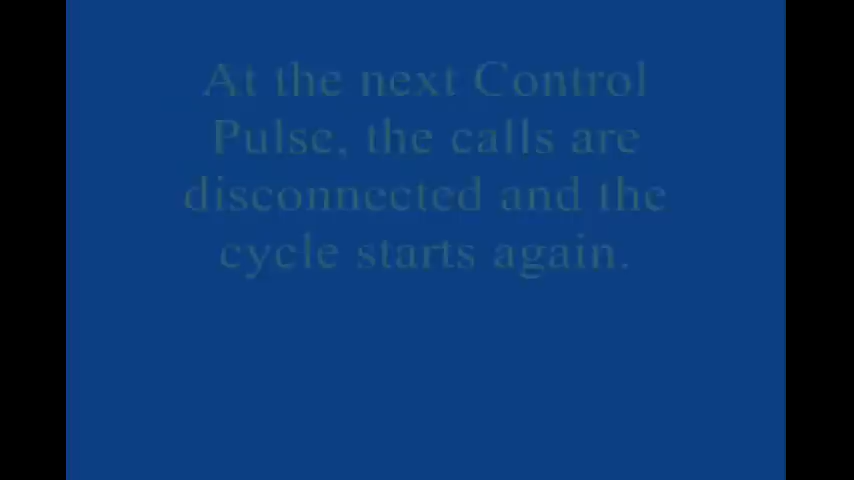 At the next Control
Pulse, the calls are
disconnected and the
cycle starts again.